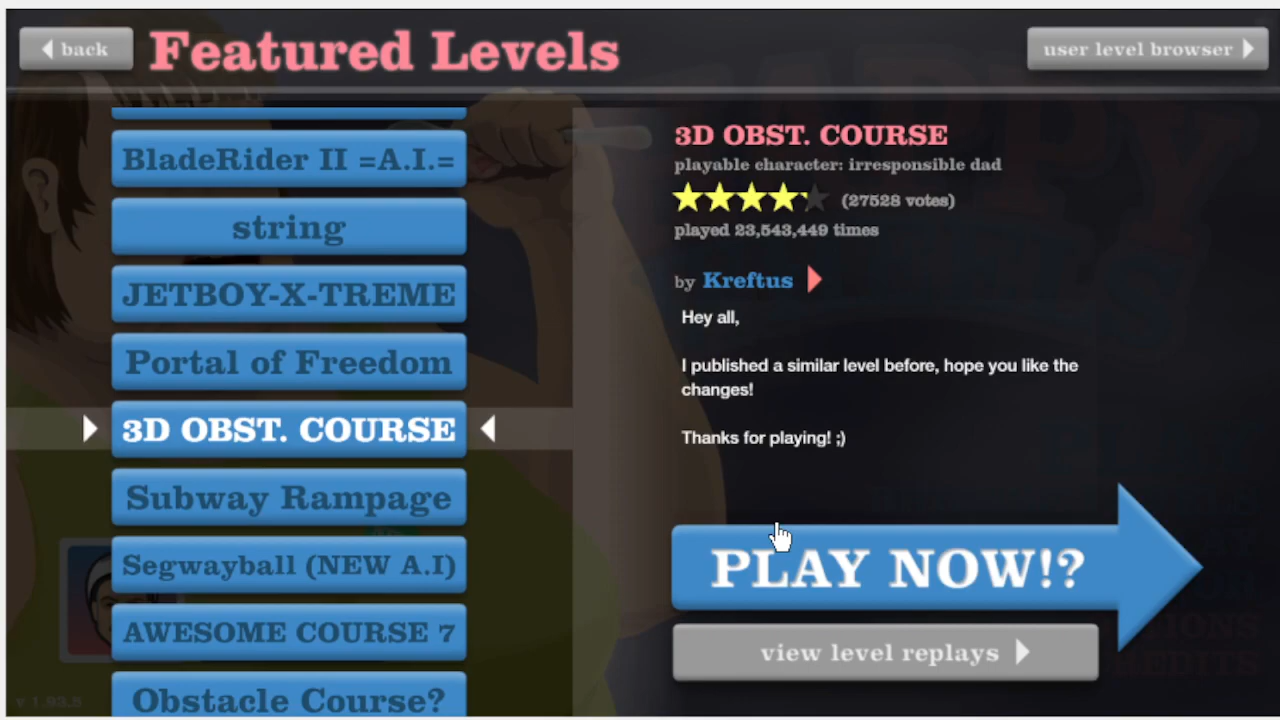 back
Featured Levels
user level browser
BladeRider II =A.I.=
string
JETBOY-X-TREME
Portal of Freedom
3D OBST. COURSE
Subway Rampage
Segwayball (NEW A.I)
AWESOME COURSE 7
Obstacle Course?
3D OBST. COURSE
playable character: irresponsible dad
(27528 votes)
played 23,543,449 times
by Kreftus
Hey all,
I published a similar level before, hope you like the
changes!
Thanks for playing! ;)
PLAY NOW!?
view level replays